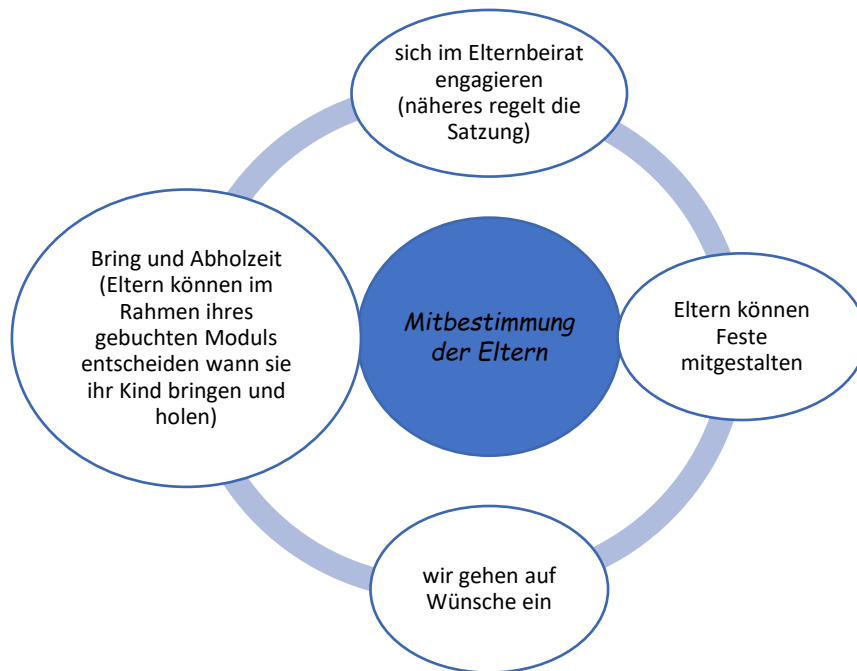 sich im Elternbeirat
engagieren
(näheres regelt die
Satzung)
Bring und Abholzeit
(Eltern können im
Rahmen ihres
gebuchten Moduls
entscheiden wann sie
ihr Kind bringen und
holen)
Mitbestimmung
der Eltern
Eltern können
Feste
mitgestalten
wir gehen auf
Wünsche ein